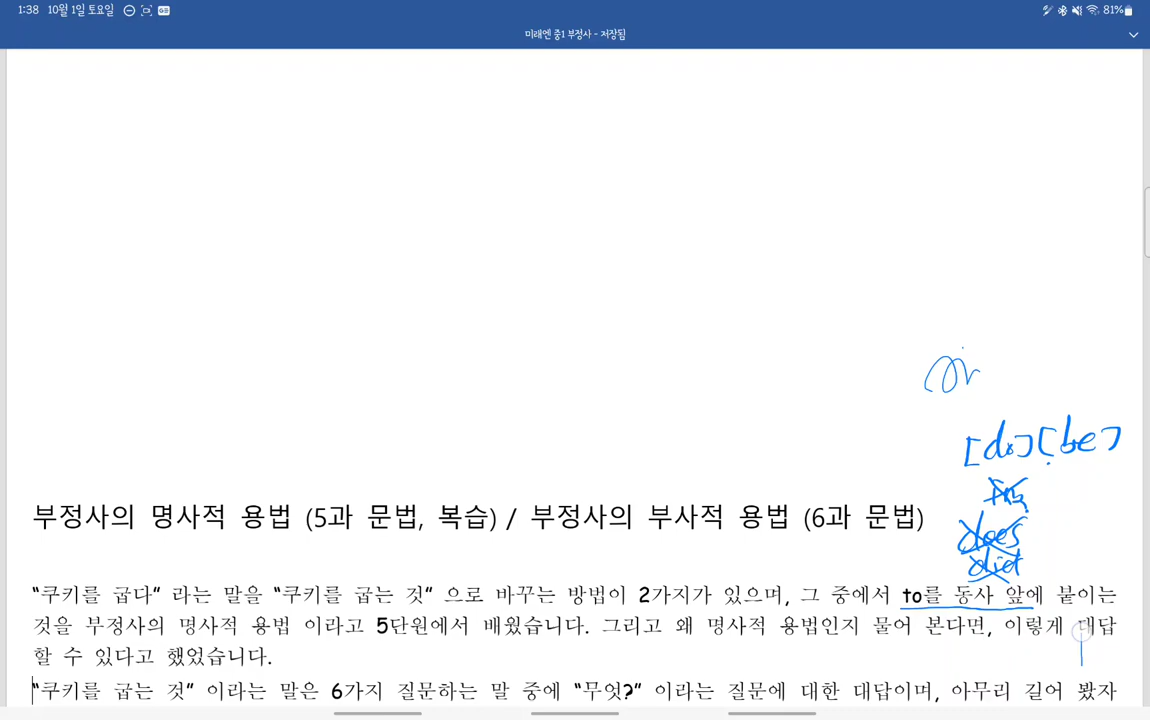 1:38 10월 1일 토요일 81%
미래엔 중1 부정사 - 저장됨
[do] [be]
does
did
부정사의 명사적 용법 (5과 문법, 복습) / 부정사의 부사적 용법 (6과 문법)
“쿠키를 굽다” 라는 말을 “쿠키를 굽는 것” 으로 바꾸는 방법이 2가지가 있으며, 그 중에서 to를 동사 앞에 붙이는
것을 부정사의 명사적 용법 이라고 5단원에서 배웠습니다. 그리고 왜 명사적 용법인지 물어 본다면, 이렇게 대답
할 수 있다고 했었습니다.
“쿠키를 굽는 것” 이라는 말은 6가지 질문하는 말 중에 “무엇?” 이라는 질문에 대한 대답이며, 아무리 길어 봤자